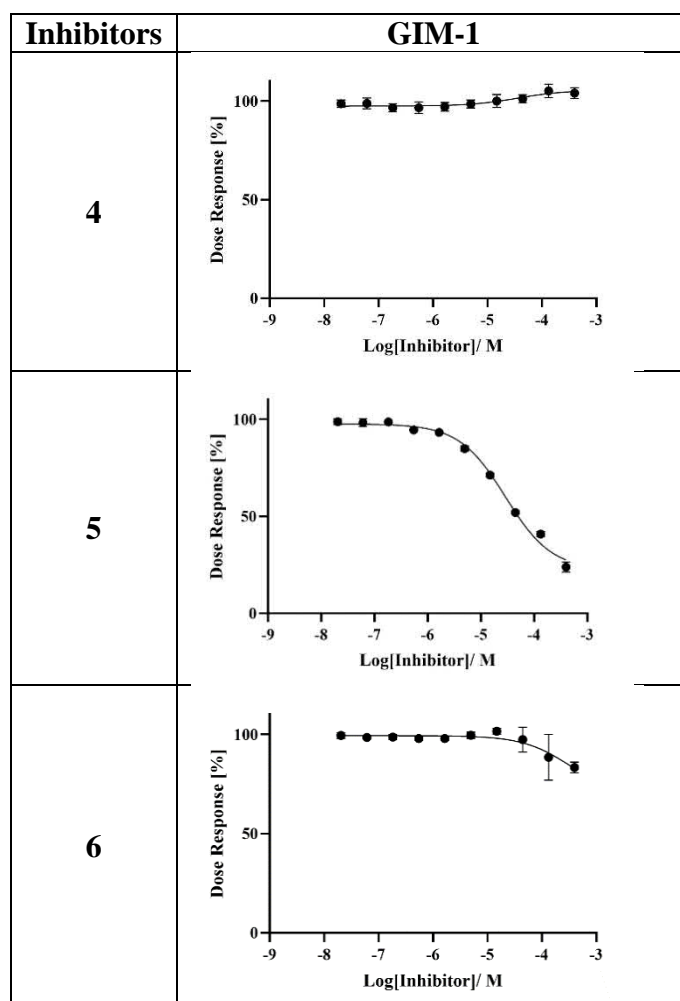 Inhibitors GIM-1
4
Dose Response [%]
100
50
0
-9 -8 -7 -6 -5 -4 -3
Log[Inhibitor]/ M
5
Dose Response [%]
100
50
0
-9 -8 -7 -6 -5 -4 -3
Log[Inhibitor]/ M
6
Dose Response [%]
100
50
0
-9 -8 -7 -6 -5 -4 -3
Log[Inhibitor]/ M